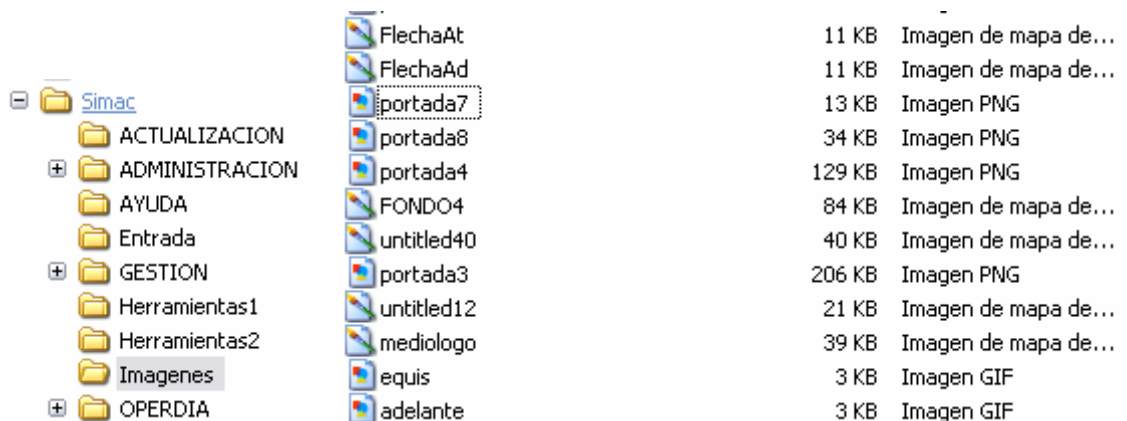 Simac
ACTUALIZACION
ADMINISTRACION
AYUDA
Entrada
GESTION
Herramientas1
Herramientas2
Imagenes
OPERDIA
FlechaAt 11 KB Imagen de mapa de...
FlechaAd 11 KB Imagen de mapa de...
portada7 13 KB Imagen PNG
portada8 34 KB Imagen PNG
portada4 129 KB Imagen PNG
FONDO4 84 KB Imagen de mapa de...
untitled40 40 KB Imagen de mapa de...
portada3 206 KB Imagen PNG
untitled12 21 KB Imagen de mapa de...
mediologo 39 KB Imagen de mapa de...
equis 3 KB Imagen GIF
adelante 3 KB Imagen GIF